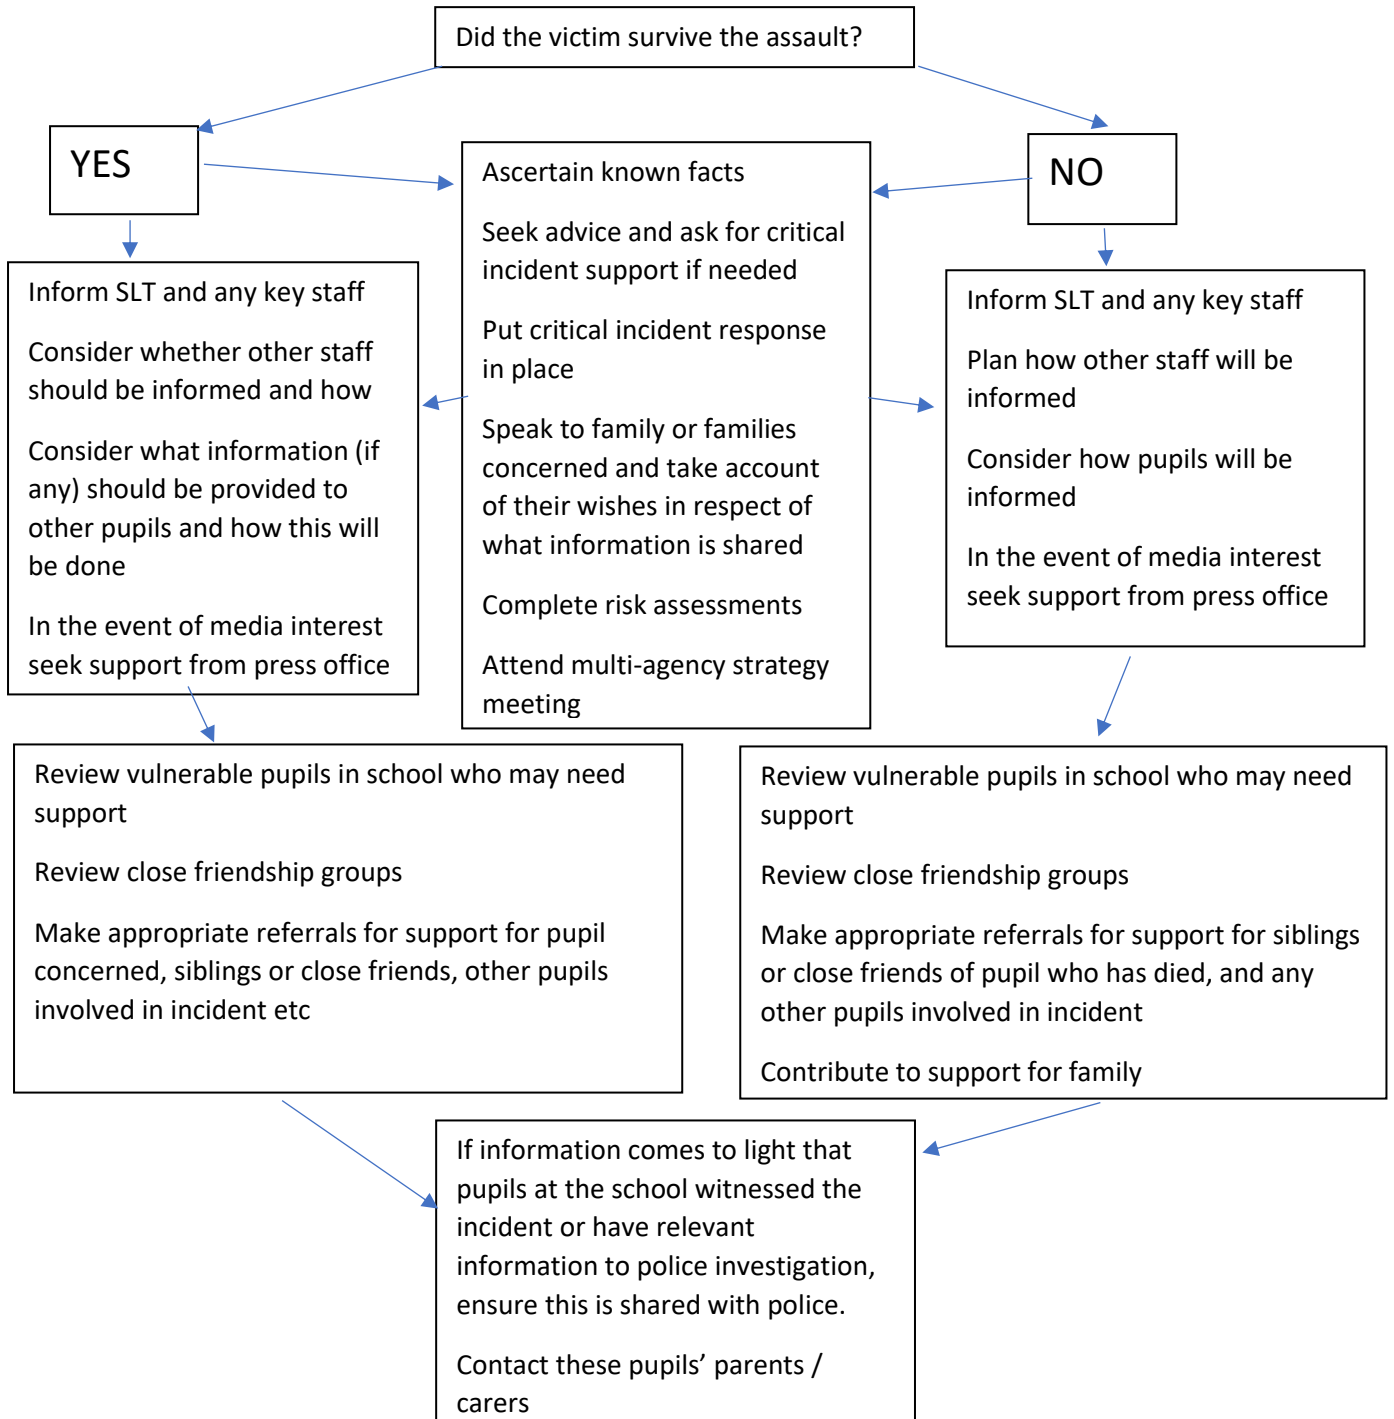 Did the victim survive the assault?
YES
NO
Ascertain known facts
Seek advice and ask for critical
incident support if needed
Put critical incident response
in place
Speak to family or families
concerned and take account
of their wishes in respect of
what information is shared
Complete risk assessments
Attend multi-agency strategy
meeting
Inform SLT and any key staff
Consider whether other staff
should be informed and how
Consider what information (if
any) should be provided to
other pupils and how this will
be done
In the event of media interest
seek support from press office
Inform SLT and any key staff
Plan how other staff will be
informed
Consider how pupils will be
informed
In the event of media interest
seek support from press office
Review vulnerable pupils in school who may need
support
Review close friendship groups
Make appropriate referrals for support for pupil
concerned, siblings or close friends, other pupils
involved in incident etc
Review vulnerable pupils in school who may need
support
Review close friendship groups
Make appropriate referrals for support for siblings
or close friends of pupil who has died, and any
other pupils involved in incident
Contribute to support for family
If information comes to light that
pupils at the school witnessed the
incident or have relevant
information to police investigation,
ensure this is shared with police.
Contact these pupils’ parents /
carers